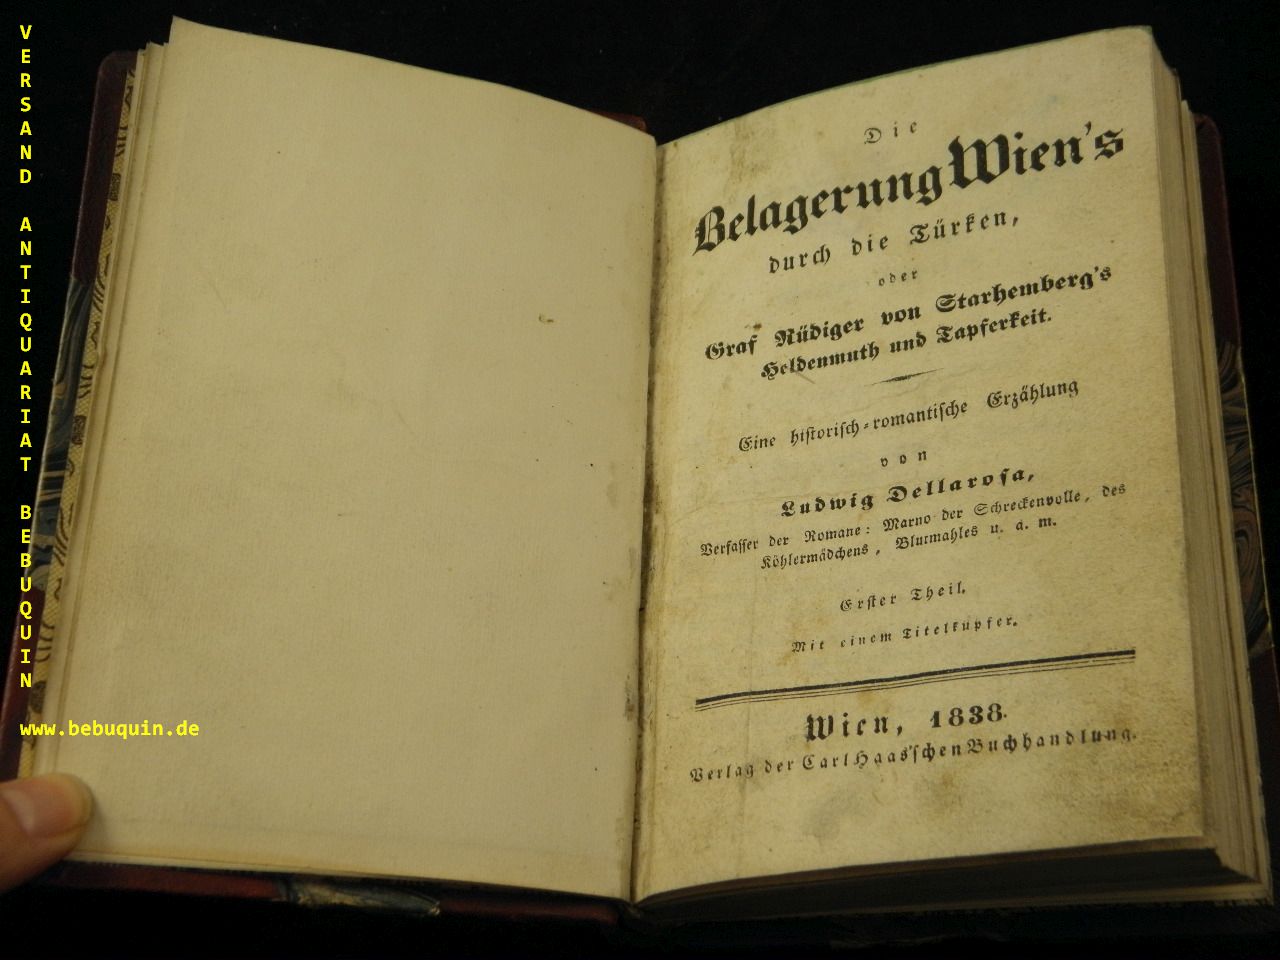 VERSAND ANTIQUARIAT BEBUQUIN
www.bebuquin.de
Die
Belagerung Wien's
durch die Türken,
oder
Graf Rüdiger von Starhemberg's
Heldenmuth und Tapferkeit.
Eine historisch-romantische Erzählung
von
Ludwig Dellarosa,
Verfasser der Romane: Marno der Schreckenvolle, des
Köhlermädchens, Blutmahles u. a. m.
Erster Theil.
Mit einem Titelkupfer.
Wien, 1838.
Verlag der Carl Haas'schen Buchhandlung.